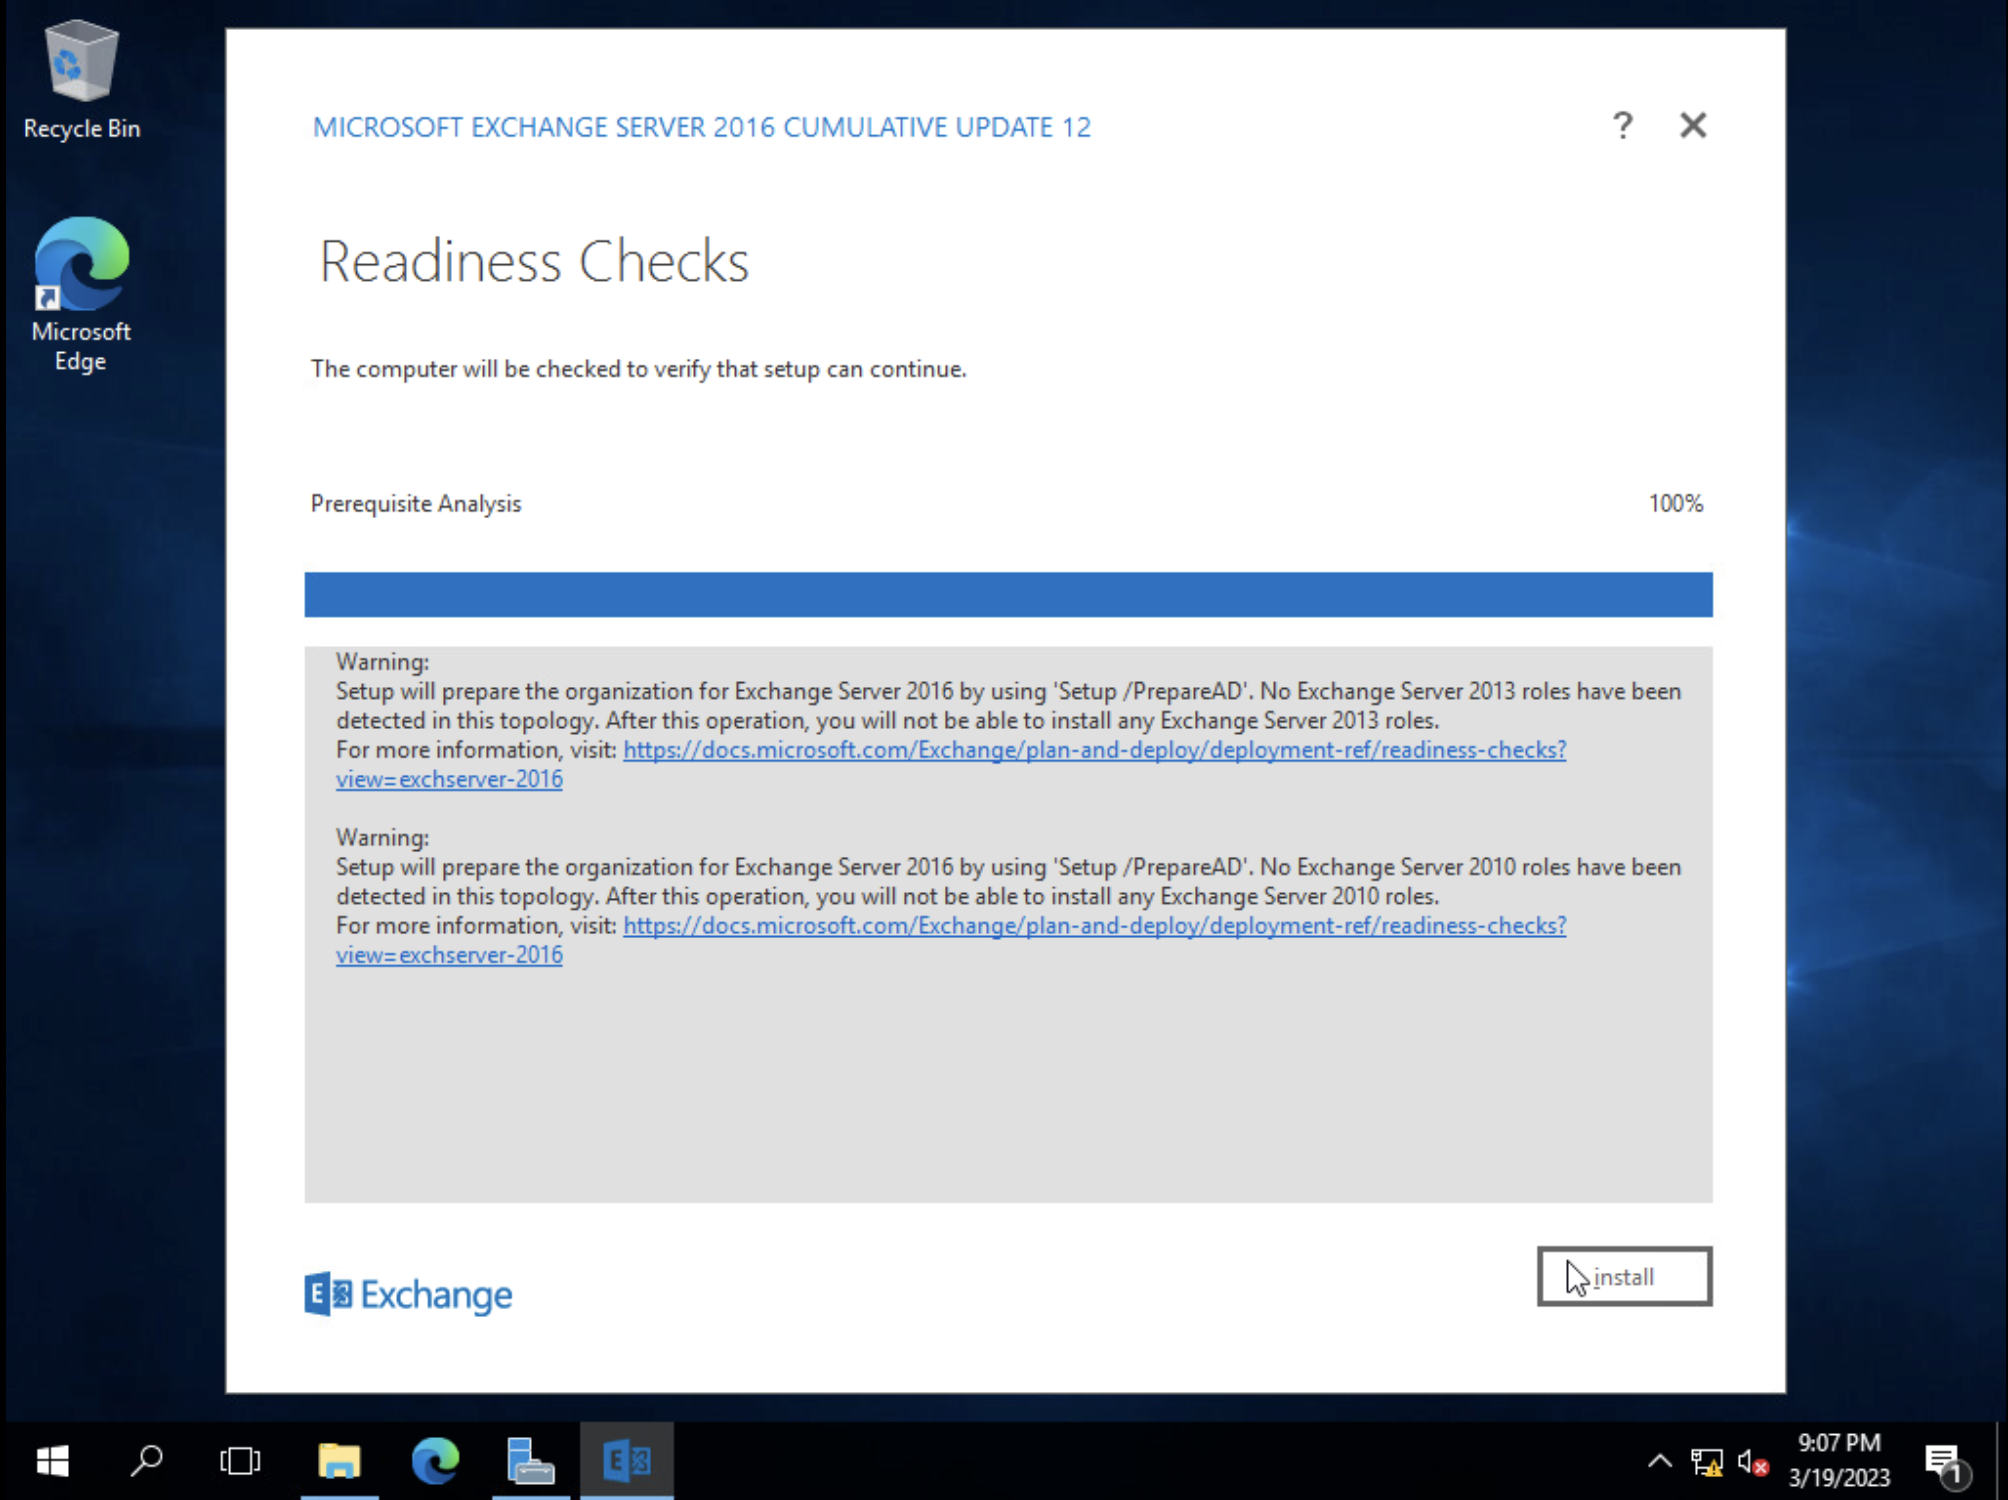 Recycle Bin
Microsoft
Edge
MICROSOFT EXCHANGE SERVER 2016 CUMULATIVE UPDATE 12
?
Readiness Checks
The computer will be checked to verify that setup can continue.
Prerequisite Analysis 100%
Warning:
Setup will prepare the organization for Exchange Server 2016 by using 'Setup /PrepareAD'. No Exchange Server 2013 roles have been
detected in this topology. After this operation, you will not be able to install any Exchange Server 2013 roles.
For more information, visit: https://docs.microsoft.com/Exchange/plan-and-deploy/deployment-ref/readiness-checks?
view=exchserver-2016
Warning:
Setup will prepare the organization for Exchange Server 2016 by using 'Setup /PrepareAD'. No Exchange Server 2010 roles have been
detected in this topology. After this operation, you will not be able to install any Exchange Server 2010 roles.
For more information, visit: https://docs.microsoft.com/Exchange/plan-and-deploy/deployment-ref/readiness-checks?
view=exchserver-2016
E Exchange
install
E
9:07 PM
3/19/2023
1